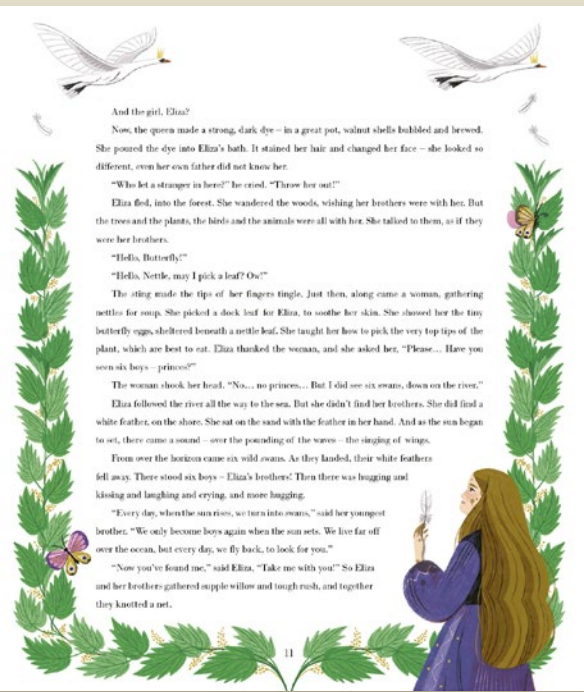 And the girl, Eliza?
Now, the queen made a strong, dark dye – in a great pot, walnut shells bubbled and brewed.
She poured the dye into Eliza's bath. It stained her hair and changed her face – she looked so
different, even her own father did not know her.
“Who let a stranger in here?” he cried. “Throw her out!”
Eliza fled, into the forest. She wandered the woods, wishing her brothers were with her. But
the trees and the plants, the birds and the animals were all with her. She talked to them, as if they
were her brothers.
“Hello, Butterfly!”
“Hello, Nettle, may I pick a leaf? Ow!”
The sting made the tips of her fingers tingle. Just then, along came a woman, gathering
nettles for soup. She picked a dock leaf for Eliza, to soothe her skin. She showed her the tiny
butterfly eggs, sheltered beneath a nettle leaf. She taught her how to pick the very top tips of the
plant, which are best to eat. Eliza thanked the woman, and she asked her, “Please… Have you
seen six boys – princes?”
The woman shook her head. “No… no princes… But I did see six swans, down on the river.”
Eliza followed the river all the way to the sea. But she didn't find her brothers. She did find a
white feather, on the shore. She sat on the sand with the feather in her hand. And as the sun began
to set, there came a sound – over the pounding of the waves – the singing of wings.
From over the horizon came six wild swans. As they landed, their white feathers
fell away. There stood six boys – Eliza's brothers! Then there was hugging and
kissing and laughing and crying, and more hugging.
“Every day, when the sun rises, we turn into swans,” said her youngest
brother. “We only become boys again when the sun sets. We live far off
over the ocean, but every day, we fly back, to look for you.”
“Now you've found me,” said Eliza, “Take me with you!” So Eliza
and her brothers gathered supple willow and tough rush, and together
they knotted a net.
11